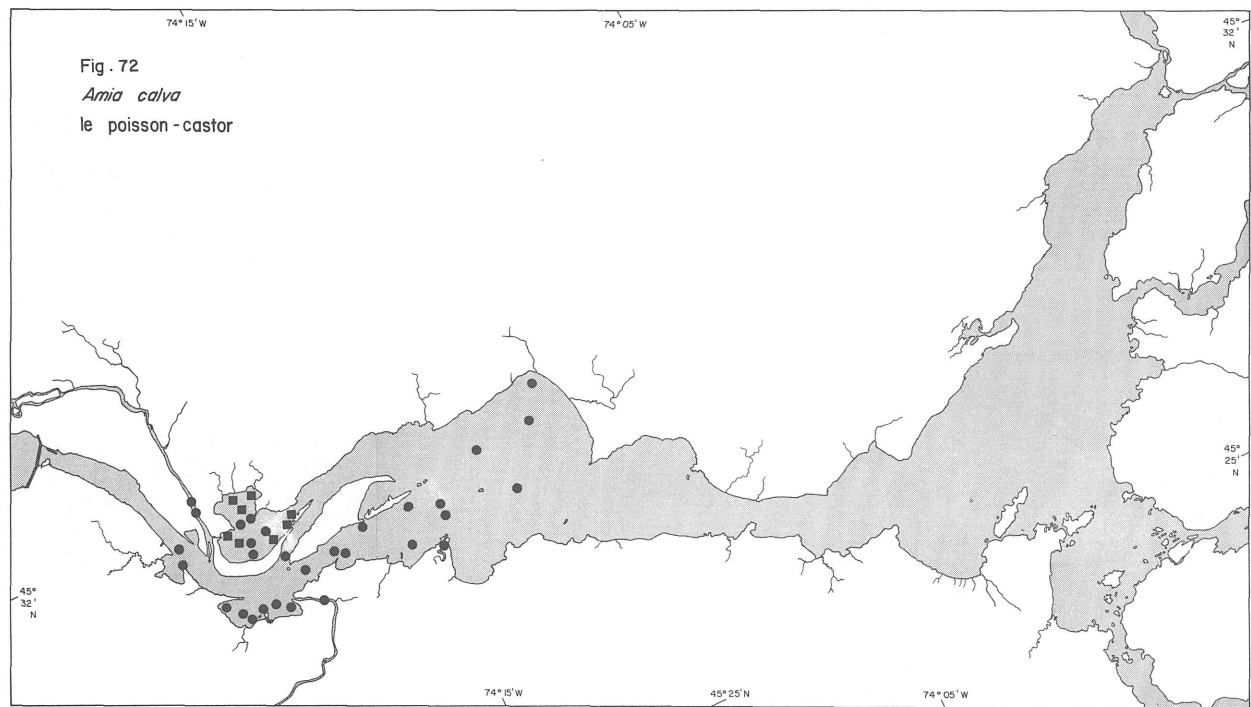 74° 15' W
74° 05' W
45°
32'
N
Fig. 72
Amia calva
le poisson-castor
45°
25'
N
45°
32'
N
74° 15' W
45° 25' N
74° 05' W